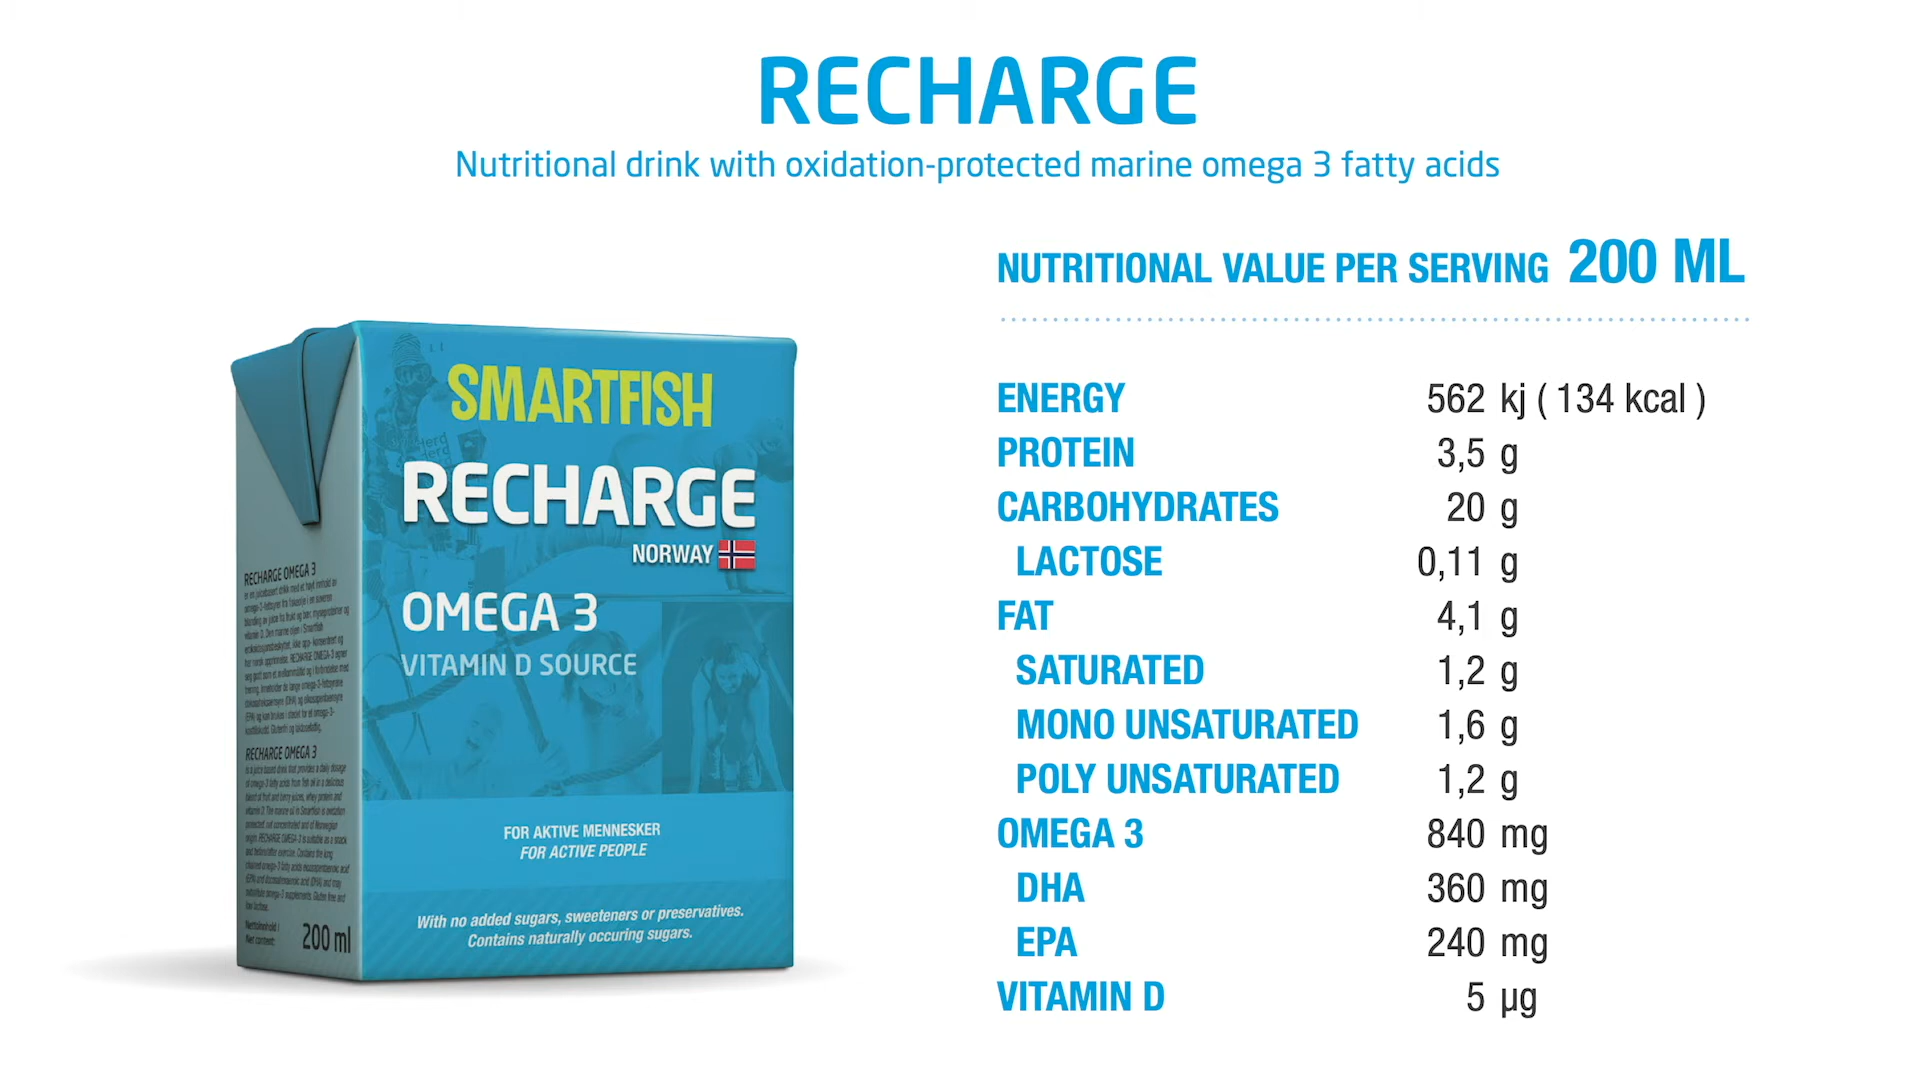 RECHARGE
Nutritional drink with oxidation-protected marine omega 3 fatty acids
NUTRITIONAL VALUE PER SERVING 200 ML
ENERGY 562 kj ( 134 kcal )
PROTEIN 3,5 g
CARBOHYDRATES 20 g
LACTOSE 0,11 g
FAT 4,1 g
SATURATED 1,2 g
MONO UNSATURATED 1,6 g
POLY UNSATURATED 1,2 g
OMEGA 3 840 mg
DHA 360 mg
EPA 240 mg
VITAMIN D 5 µg
SMARTFISH
RECHARGE
NORWAY
OMEGA 3
VITAMIN D SOURCE
FOR AKTIVE MENNESKER
FOR ACTIVE PEOPLE
With no added sugars, sweeteners or preservatives.
Contains naturally occuring sugars.
RECHARGE OMEGA 3
RECHARGE OMEGA 3
Net content:
200 ml